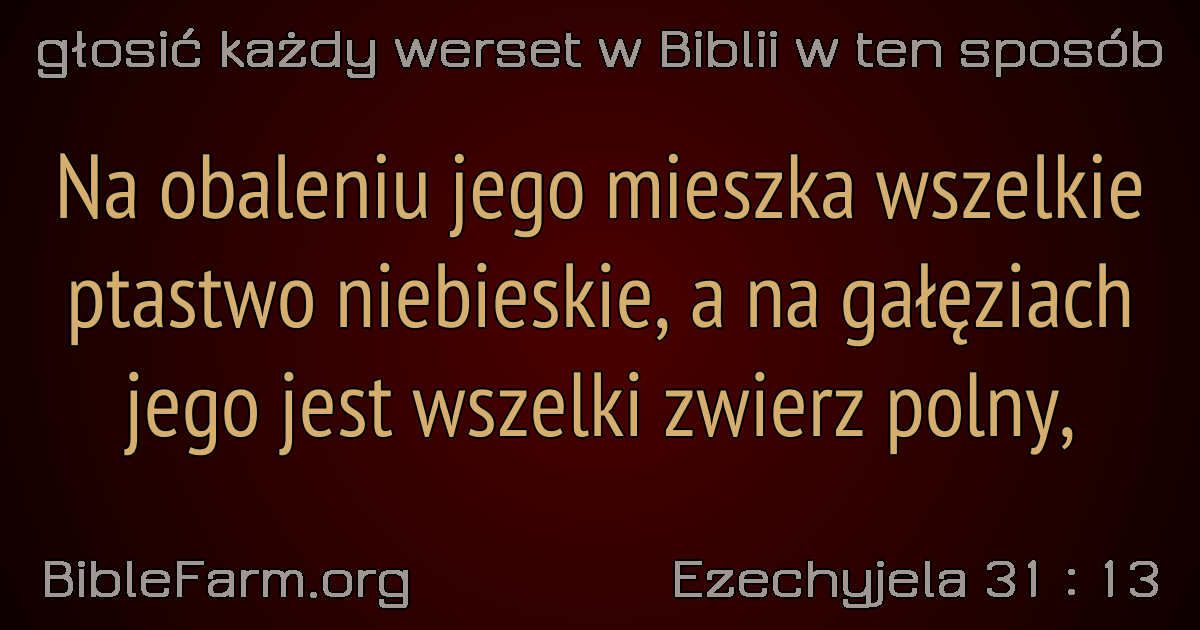 głosić każdy werset w Biblii w ten sposób
Na obaleniu jego mieszka wszelkie
ptastwo niebieskie, a na gałęziach
jego jest wszelki zwierz polny,
BibleFarm.org
Ezechyjela 31 : 13